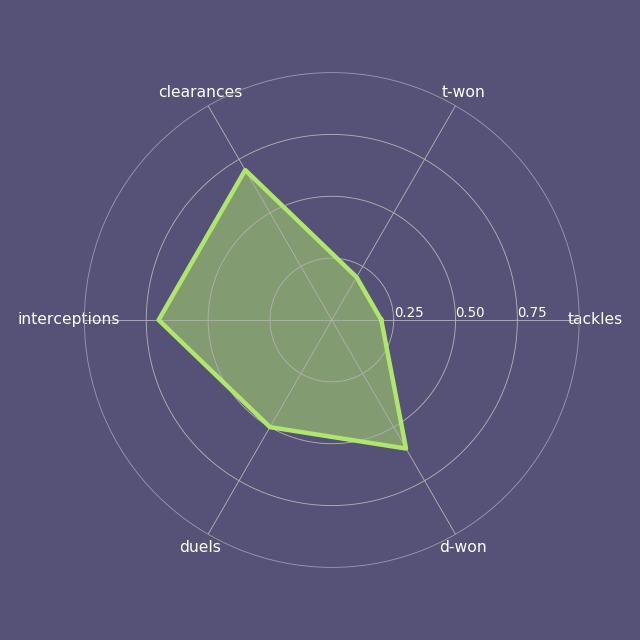 clearances
t-won
interceptions
0.25
0.50
0.75
tackles
duels
d-won